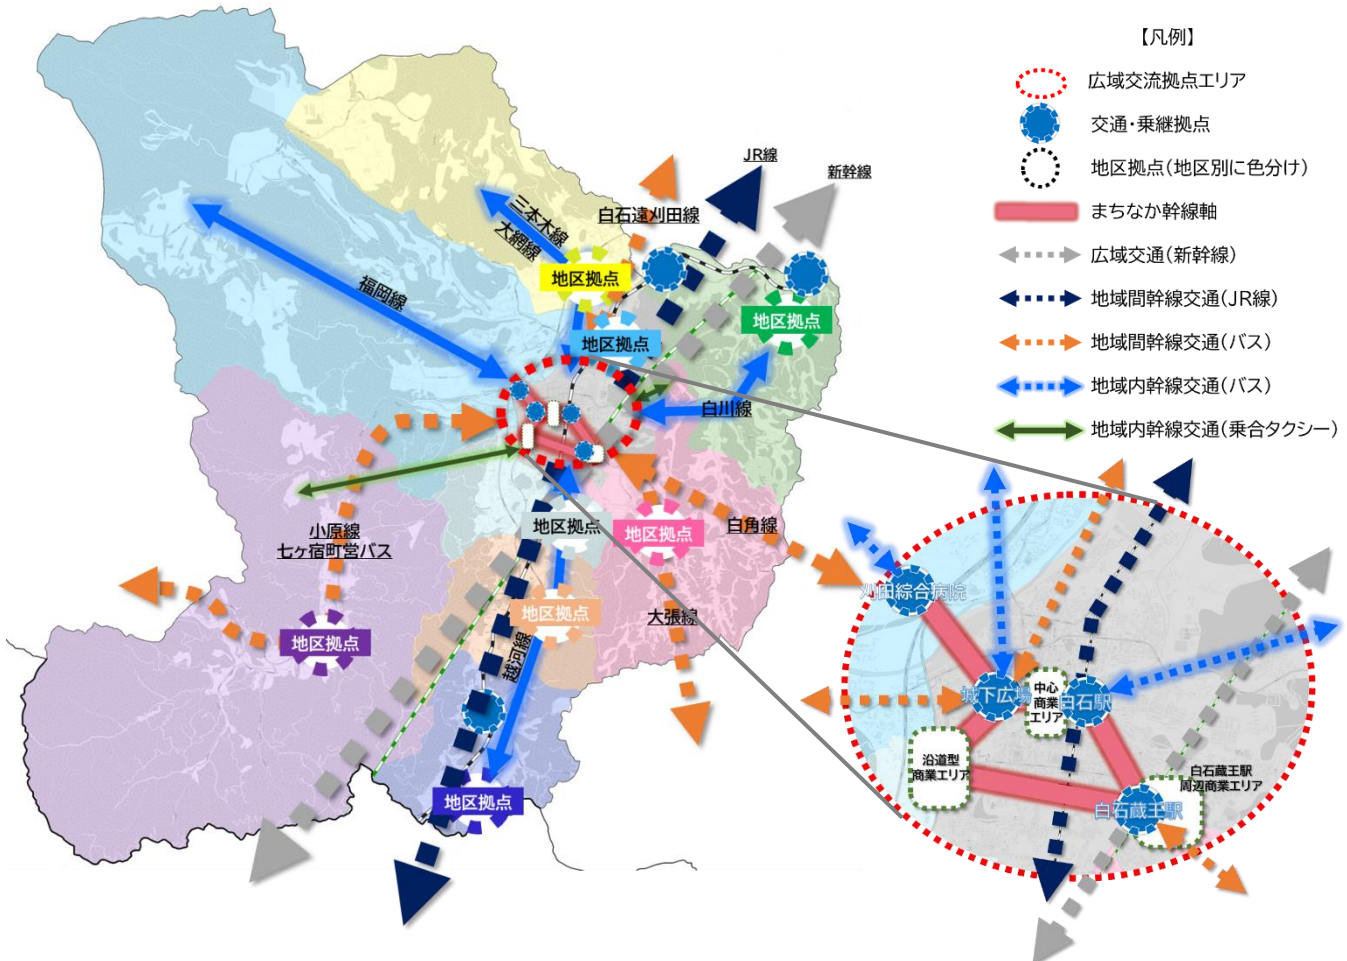 【凡例】
広域交流拠点エリア
交通・乗継拠点
地区拠点(地区別に色分け)
まちなか幹線軸
広域交通(新幹線)
地域間幹線交通(JR線)
地域間幹線交通(バス)
地域内幹線交通(バス)
地域内幹線交通(乗合タクシー)
JR線
新幹線
白石遠刈田線
三本木線
大網線
福岡線
地区拠点
地区拠点
地区拠点
白川線
小原線
七ヶ宿町営バス
地区拠点
地区拠点
白角線
地区拠点
大張線
地区拠点
越河線
地区拠点
刈田綜合病院
城下広場
中心
商業
エリア
白石駅
沿道型
商業エリア
白石蔵王駅
周辺商業エリア
白石蔵王駅